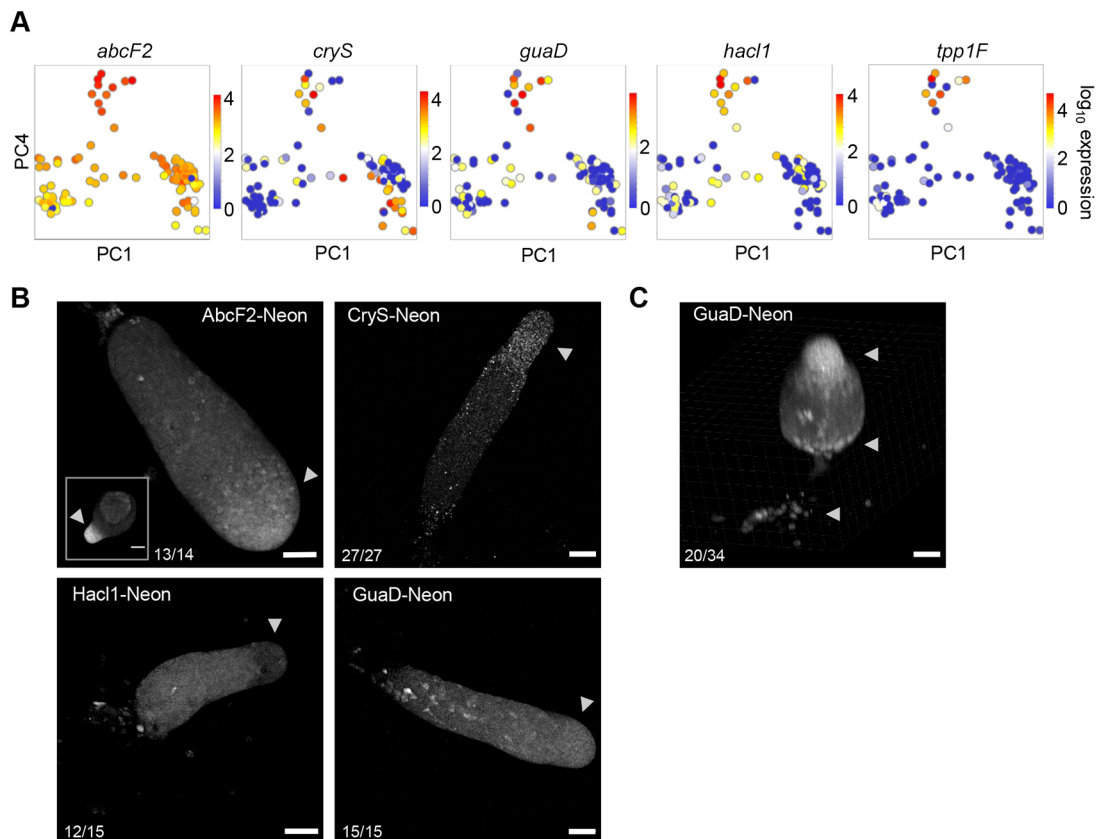 A
abcF2 cryS guaD hacl1 tpp1F
PC4
4 2 0
4 2 0
2 0
4 2 0
4 2 0
log10 expression
PC1 PC1 PC1 PC1 PC1
B
AbcF2-Neon
13/14
CryS-Neon
27/27
C
GuaD-Neon
20/34
Hacl1-Neon
12/15
GuaD-Neon
15/15